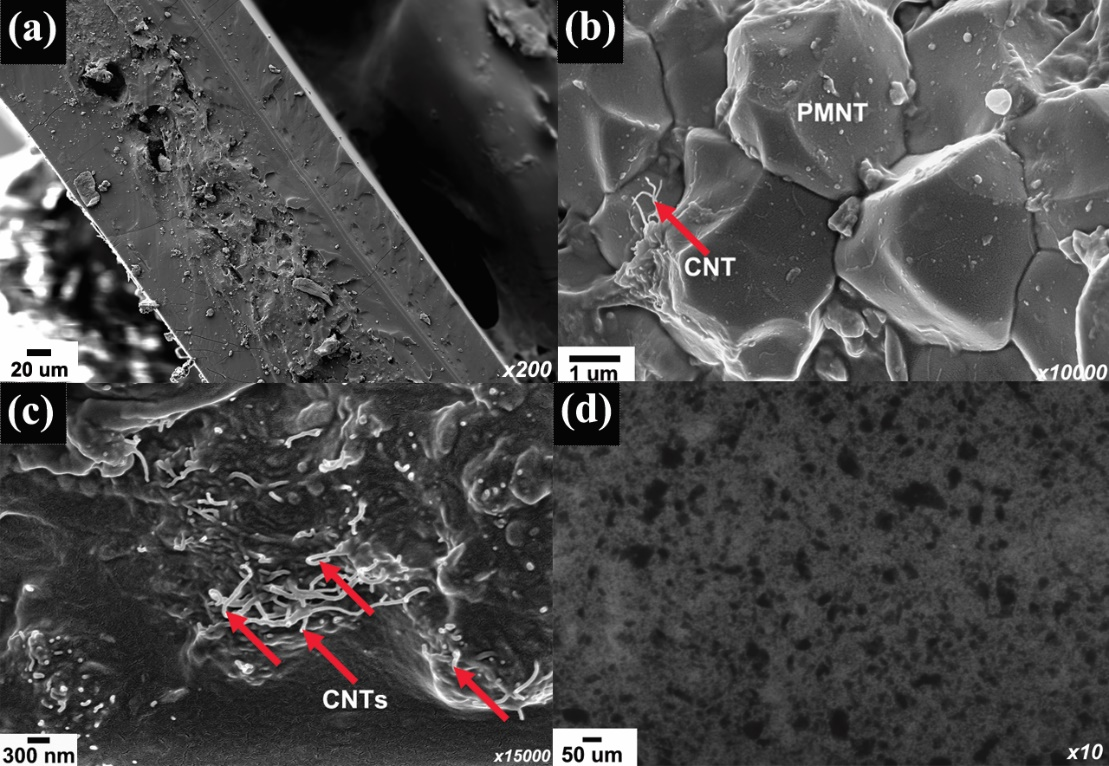 (a)
20 um
x200
(b)
PMNT
CNT
1 um
x10000
(c)
CNTs
300 nm
x15000
(d)
50 um
x10